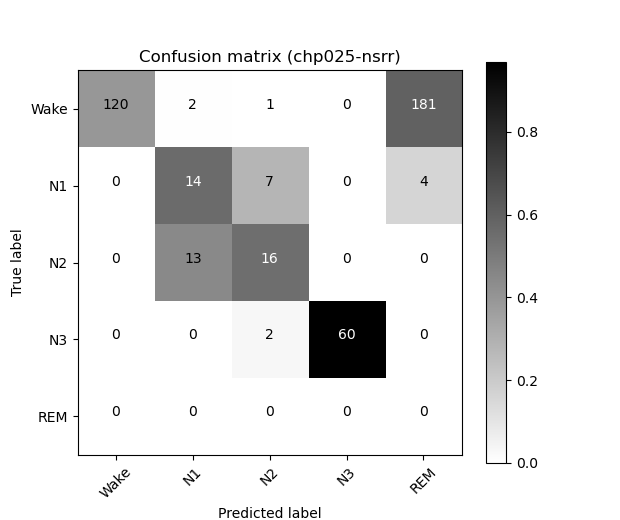 Confusion matrix (chp025-nsrr)
Wake 120 2 1 0 181
N1 0 14 7 0 4
N2 0 13 16 0 0
N3 0 0 2 60 0
REM 0 0 0 0 0
Wake N1 N2 N3 REM
Predicted label
True label
0.8
0.6
0.4
0.2
0.0